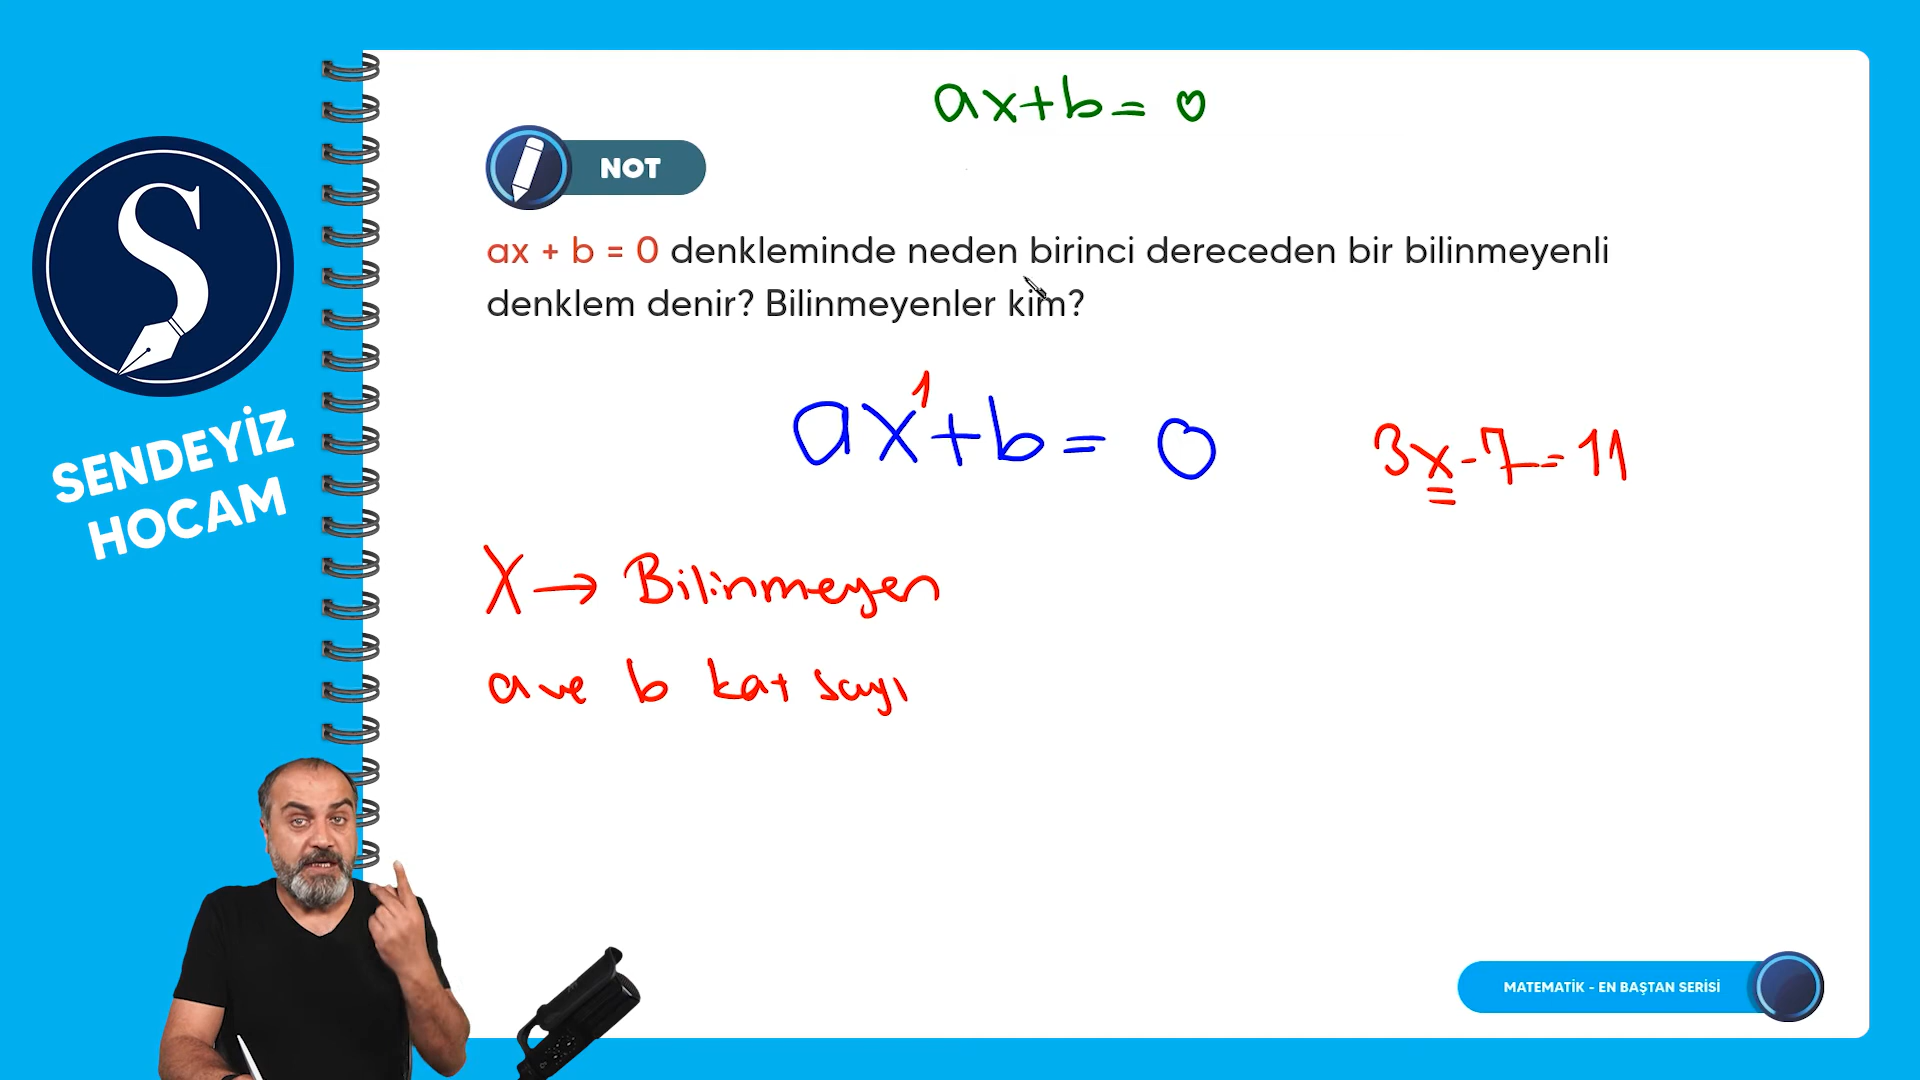 ax+b=0
NOT
ax + b = 0 denkleminde neden birinci dereceden bir bilinmeyenli
denklem denir? Bilinmeyenler kim?
ax¹+b=0
3x-7=11
X → Bilinmeyen
a ve b kat sayı
S
SENDEYİZ
HOCAM
MATEMATİK - EN BAŞTAN SERİSİ